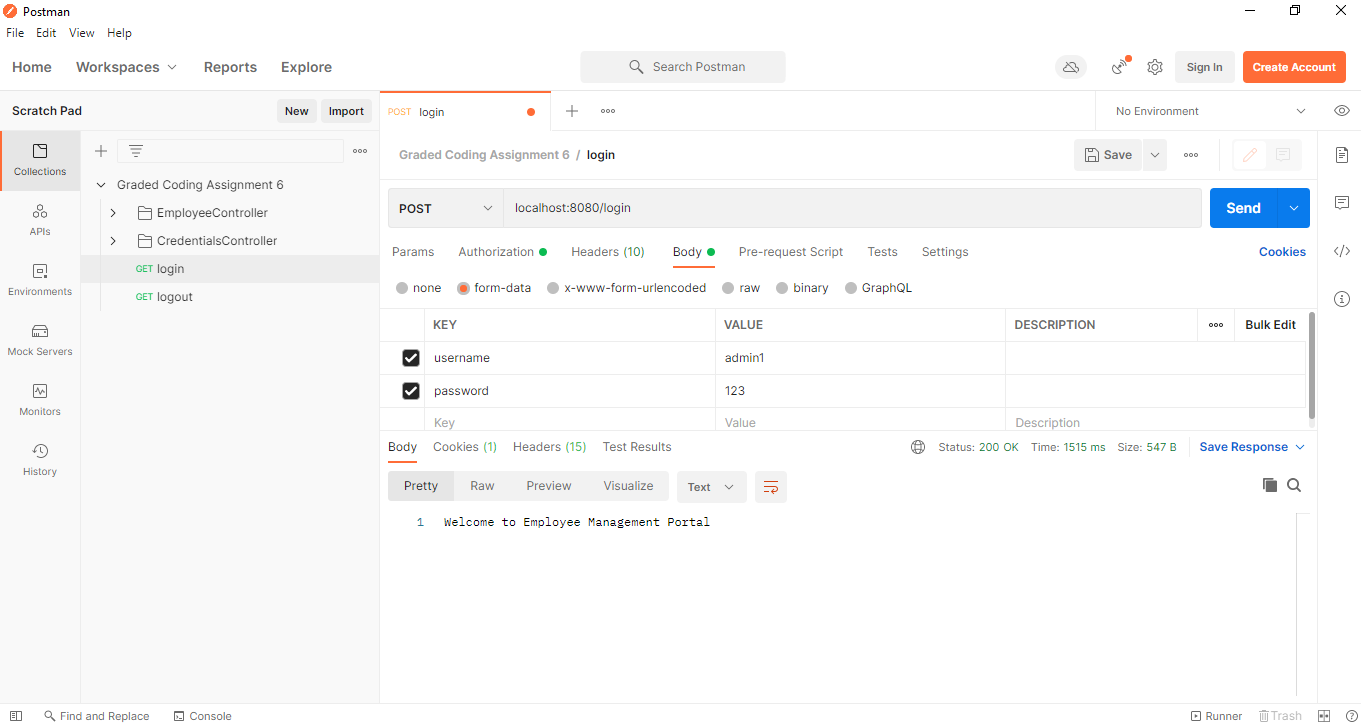 Postman
File Edit View Help
Home Workspaces Reports Explore Search Postman Sign In Create Account
Scratch Pad New Import
POST login No Environment
Collections
APIs
Environments
Mock Servers
Monitors
History
Graded Coding Assignment 6
EmployeeController
CredentialsController
GET login
GET logout
Graded Coding Assignment 6 / login Save
POST localhost:8080/login Send
Params Authorization Headers (10) Body Pre-request Script Tests Settings Cookies
none form-data x-www-form-urlencoded raw binary GraphQL
KEY VALUE DESCRIPTION Bulk Edit
username admin1
password 123
Key Value Description
Body Cookies (1) Headers (15) Test Results Status: 200 OK Time: 1515 ms Size: 547 B Save Response
Pretty Raw Preview Visualize Text
1 Welcome to Employee Management Portal
Find and Replace Console Runner Trash